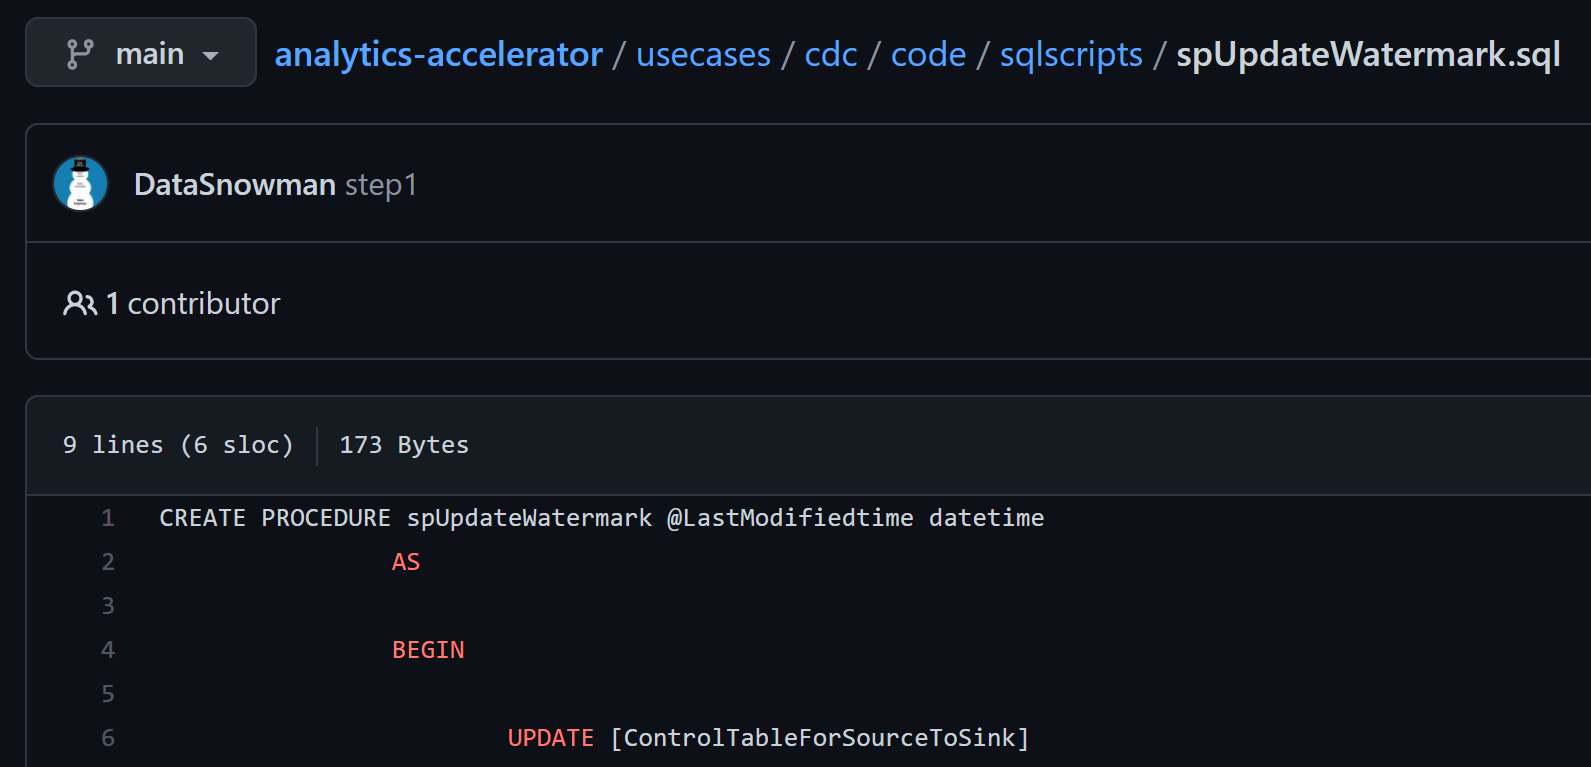 main analytics-accelerator / usecases / cdc / code / sqlscripts / spUpdateWatermark.sql
DataSnowman step1
1 contributor
9 lines (6 sloc) 173 Bytes
1 CREATE PROCEDURE spUpdateWatermark @LastModifiedtime datetime
2 AS
3
4 BEGIN
5
6 UPDATE [ControlTableForSourceToSink]